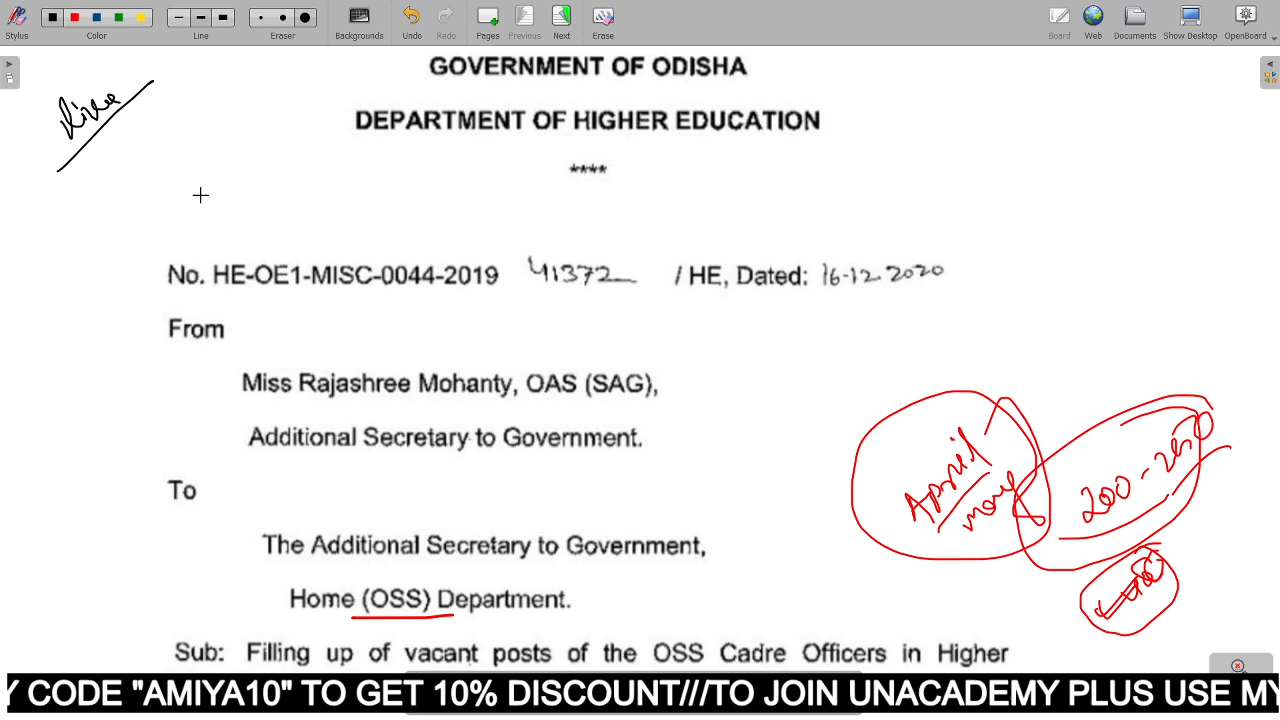 Stylus Color Line Eraser Backgrounds Undo Redo Pages Previous Next Erase Board Web Documents Show Desktop OpenBoard
GOVERNMENT OF ODISHA
DEPARTMENT OF HIGHER EDUCATION
****
No. HE-OE1-MISC-0044-2019 41372 / HE, Dated: 16-12-2020
From
Miss Rajashree Mohanty, OAS (SAG),
Additional Secretary to Government.
To
The Additional Secretary to Government,
Home (OSS) Department.
April
may
200-250
Sub: Filling up of vacant posts of the OSS Cadre Officers in Higher
Y CODE "AMIYA10" TO GET 10% DISCOUNT///TO JOIN UNACADEMY PLUS USE MY